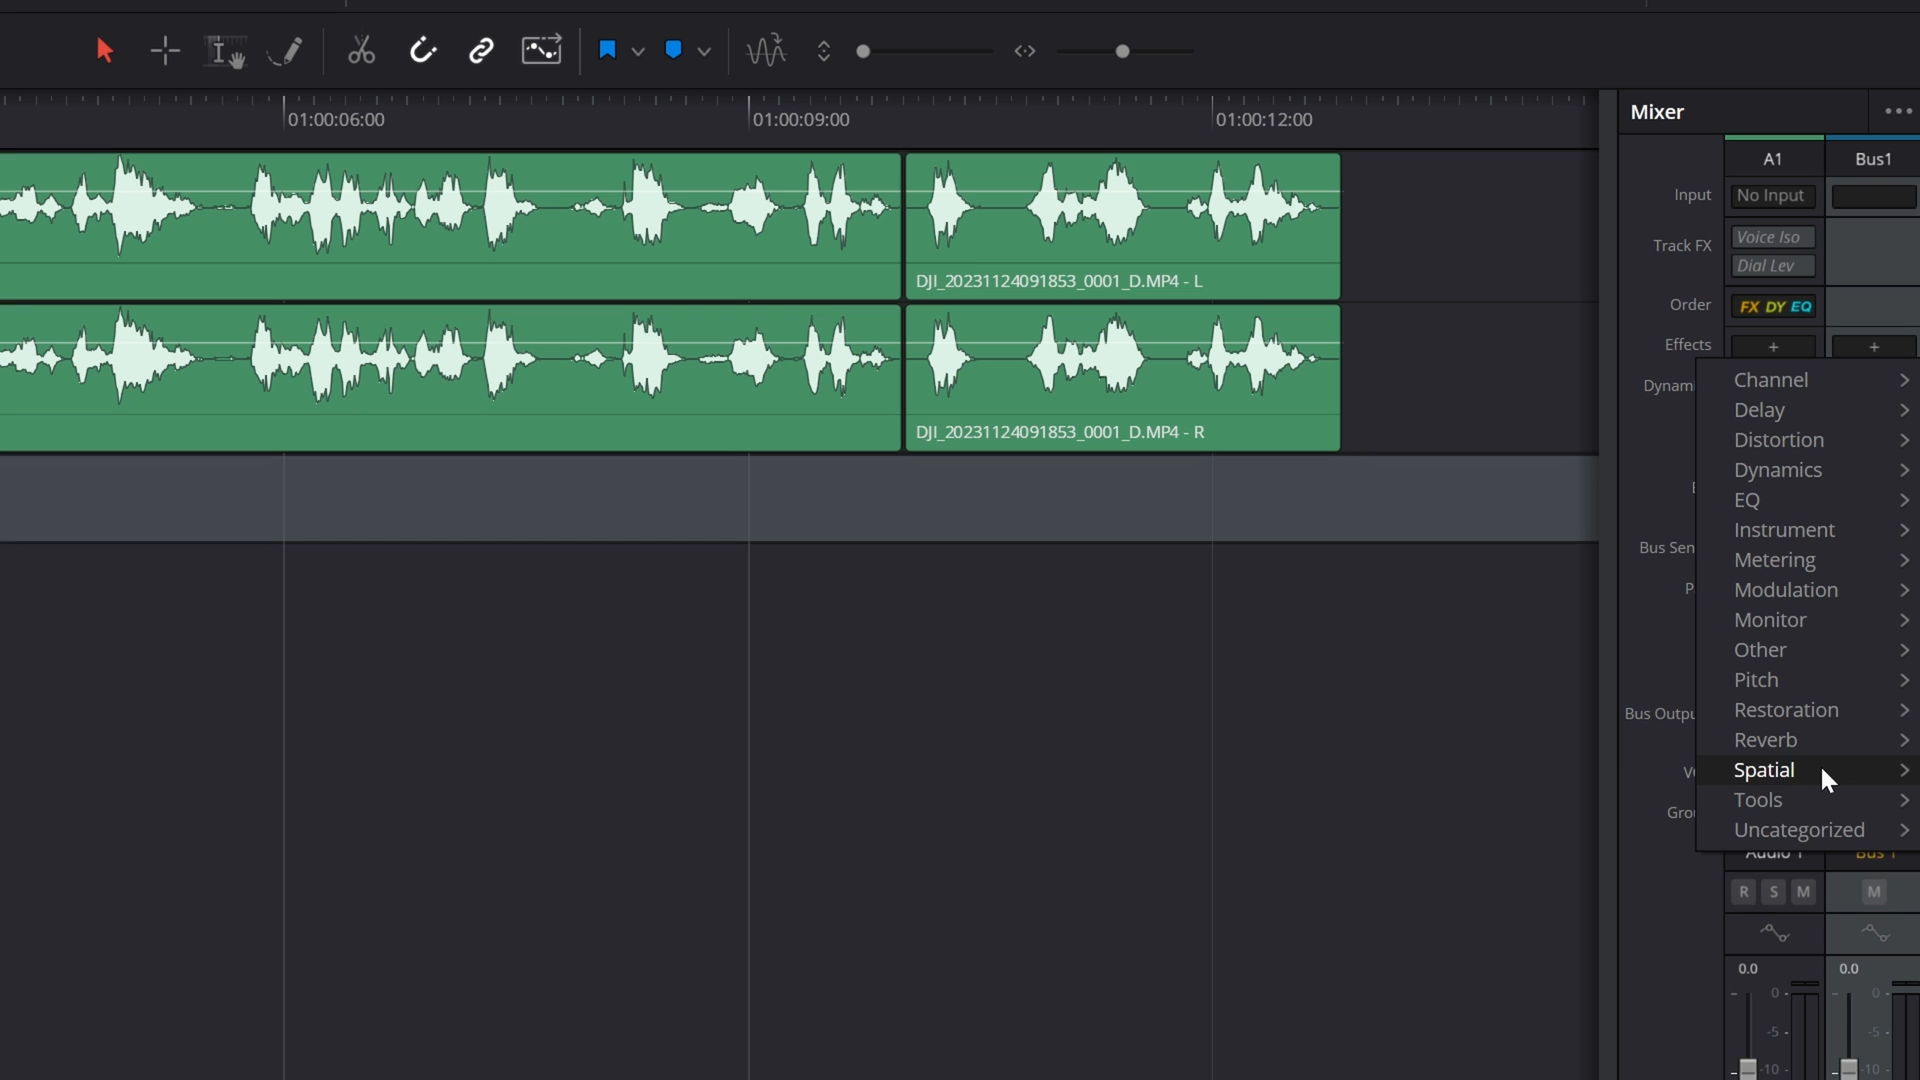 01:00:06:00 01:00:09:00 01:00:12:00
Mixer
A1 Bus1
Input No Input
Track FX Voice Iso
Dial Lev
Order FX DY EQ
Effects + +
DJI_20231124091853_0001_D.MP4 - L
DJI_20231124091853_0001_D.MP4 - R
Dynami
Bus Sen
P
Bus Outpu
Grou
Channel
Delay
Distortion
Dynamics
EQ
Instrument
Metering
Modulation
Monitor
Other
Pitch
Restoration
Reverb
Spatial
Tools
Uncategorized
Audio 1 Bus 1
R S M M
0.0 0.0
0 0
-5 -5
-10 -10